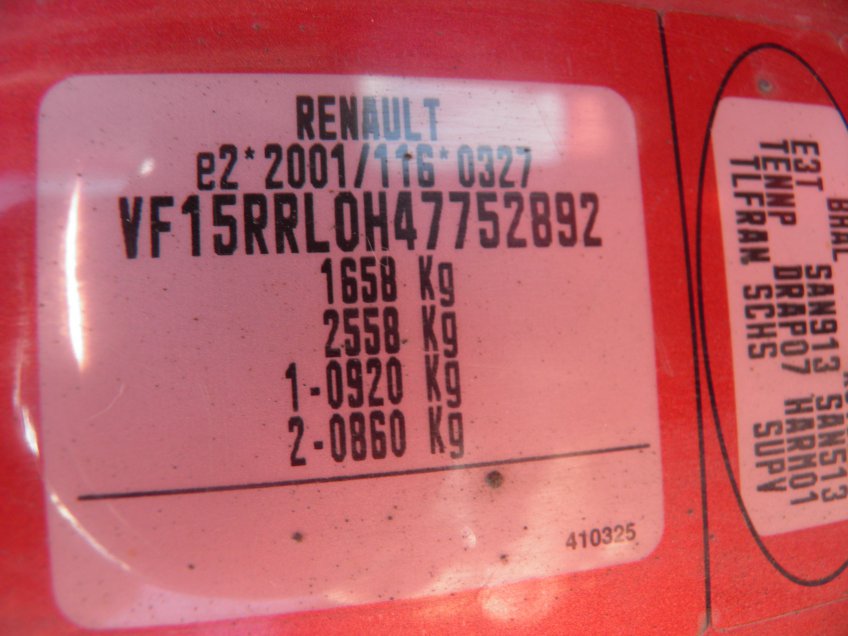 RENAULT
e2*2001/116*0327
VF15RRL0H47752892
1658 Kg
2558 Kg
1-0920 Kg
2-0860 Kg
410325
BHAL
E3T SAN913 SAN513
TENNP DRAP07 HARM01
TLFRAN SCHS SUPV